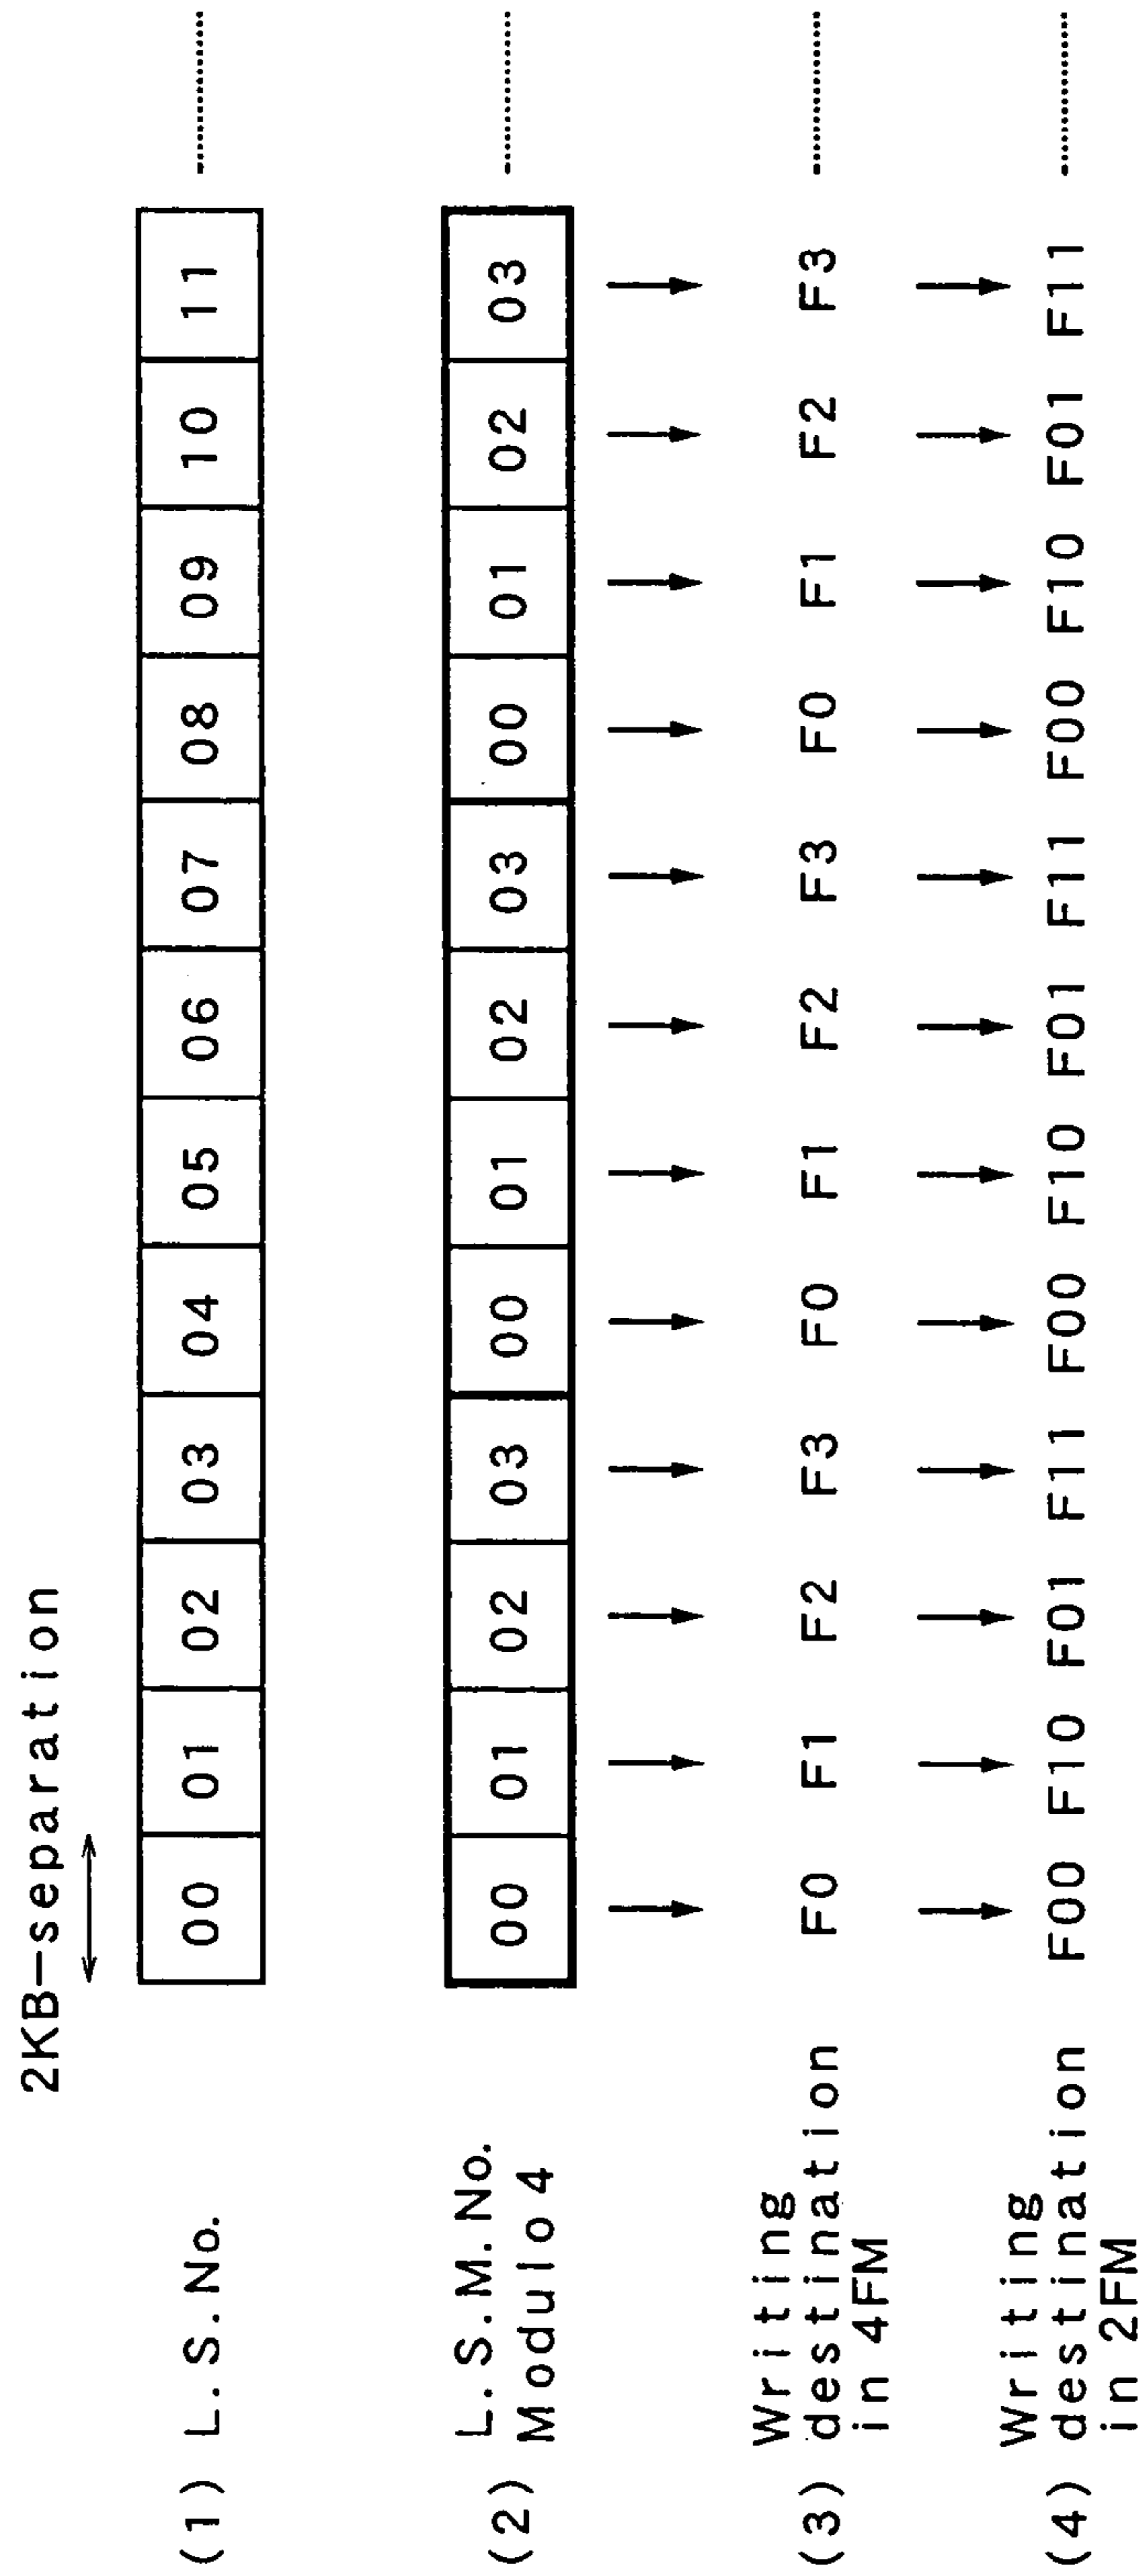 2KB-separation
(1) L.S.No. 00 01 02 03 04 05 06 07 08 09 10 11
(2) L.S.M.No. Modulo4 00 01 02 03 00 01 02 03 00 01 02 03
Writing
(3) destination F0 F1 F2 F3 F0 F1 F2 F3 F0 F1 F2 F3
in 4FM
Writing
(4) destination F00 F10 F01 F11 F00 F10 F01 F11 F00 F10 F01 F11
in 2FM